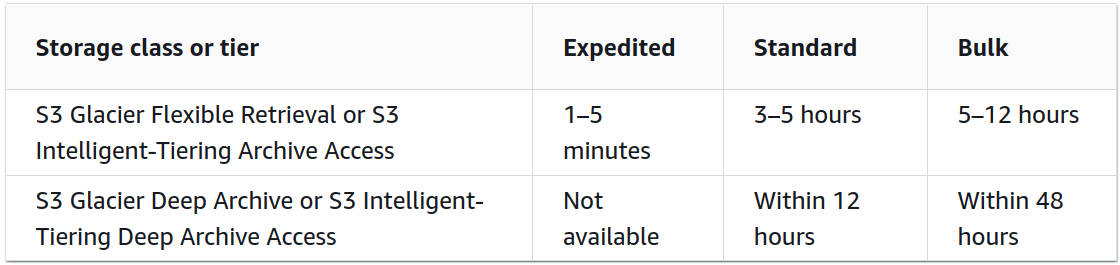 Storage class or tier
Expedited
Standard
Bulk
S3 Glacier Flexible Retrieval or S3
Intelligent-Tiering Archive Access
1–5
minutes
3–5 hours
5–12 hours
S3 Glacier Deep Archive or S3 Intelligent-
Tiering Deep Archive Access
Not
available
Within 12
hours
Within 48
hours